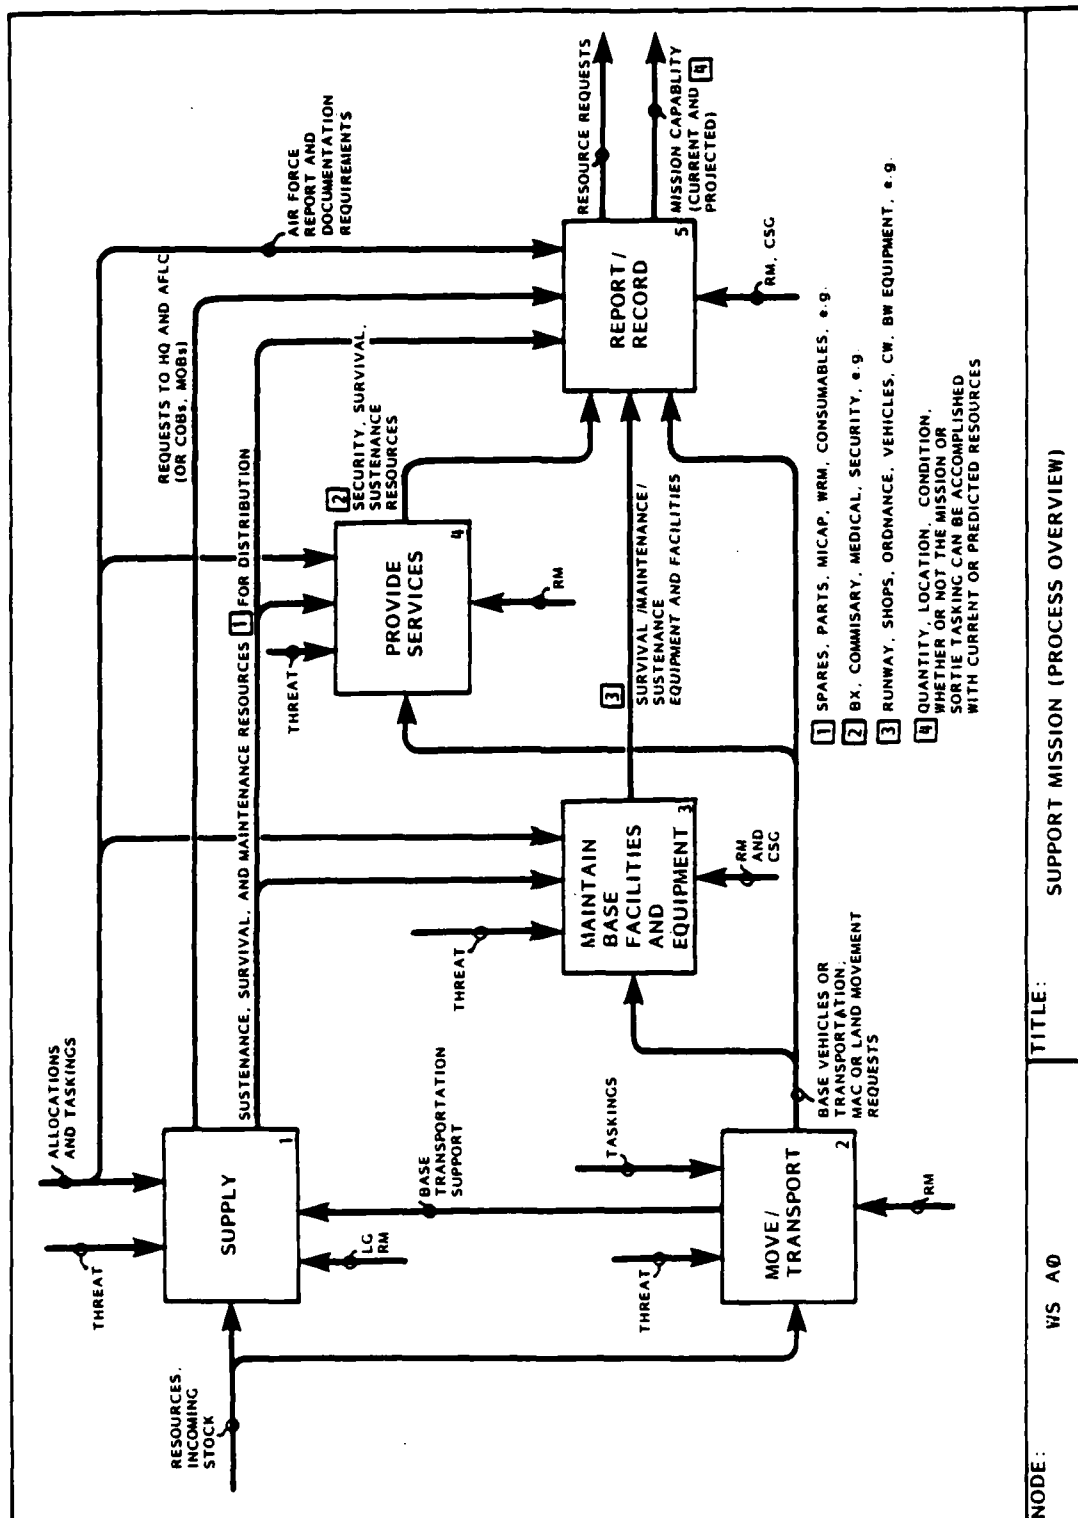 RESOURCES,
INCOMING
STOCK
THREAT
ALLOCATIONS
AND TASKINGS
SUPPLY
1
LG
RM
BASE
TRANSPORTATION
SUPPORT
THREAT
TASKINGS
MOVE/
TRANSPORT
2
RM
BASE VEHICLES OR
TRANSPORTATION,
MAC OR LAND MOVEMENT
REQUESTS
SUSTENANCE, SURVIVAL, AND MAINTENANCE RESOURCES 1 FOR DISTRIBUTION
REQUESTS TO HQ AND AFLC
(OR COBs, MOBs)
AIR FORCE
REPORT AND
DOCUMENTATION
REQUIREMENTS
THREAT
MAINTAIN
BASE
FACILITIES
AND
EQUIPMENT
3
RM
AND
CSG
3
SURVIVAL /MAINTENANCE/
SUSTENANCE
EQUIPMENT AND FACILITIES
THREAT
PROVIDE
SERVICES
4
RM
2
SECURITY, SURVIVAL,
SUSTENANCE
RESOURCES
REPORT/
RECORD
5
RM, CSG
RESOURCE REQUESTS
MISSION CAPABLITY
(CURRENT AND 4
PROJECTED)
1 SPARES, PARTS, MICAP, WRM, CONSUMABLES, e.g.
2 BX, COMMISARY, MEDICAL, SECURITY, e.g.
3 RUNWAY, SHOPS, ORDNANCE, VEHICLES, CW, BW EQUIPMENT, e.g.
4 QUANTITY, LOCATION, CONDITION,
WHETHER OR NOT THE MISSION OR
SORTIE TASKING CAN BE ACCOMPLISHED
WITH CURRENT OR PREDICTED RESOURCES
NODE: WS AØ
TITLE: SUPPORT MISSION (PROCESS OVERVIEW)